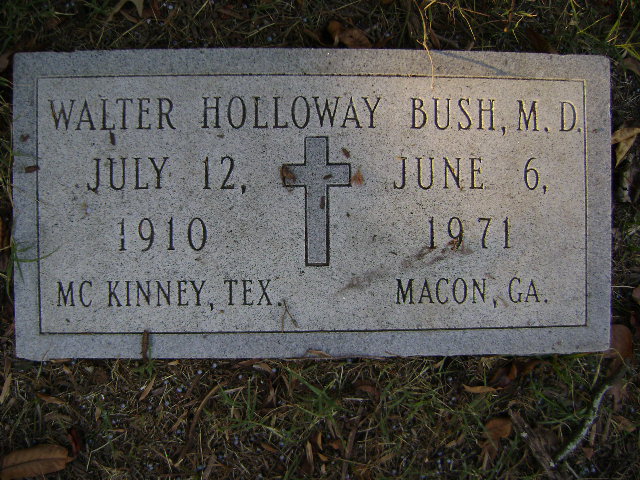 WALTER HOLLOWAY BUSH, M.D.
JULY 12, JUNE 6,
1910 1971
MC KINNEY, TEX. MACON, GA.